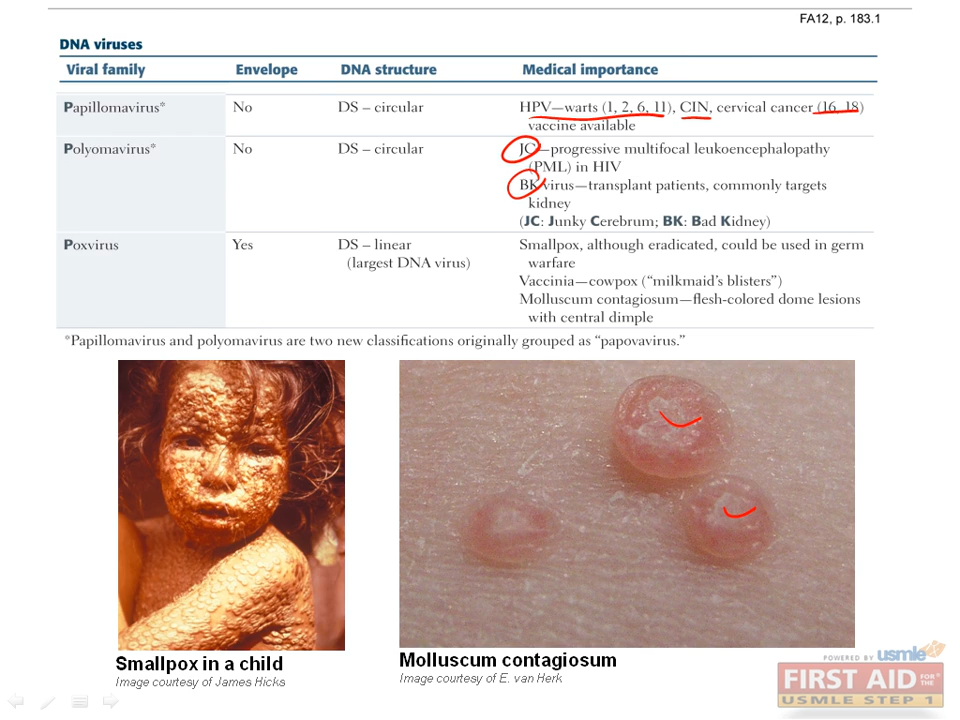 FA12, p. 183.1
DNA viruses
Viral family Envelope DNA structure Medical importance
Papillomavirus* No DS – circular HPV—warts (1, 2, 6, 11), CIN, cervical cancer (16, 18)
vaccine available
Polyomavirus* No DS – circular JC—progressive multifocal leukoencephalopathy
(PML) in HIV
BK virus—transplant patients, commonly targets
kidney
(JC: Junky Cerebrum; BK: Bad Kidney)
Poxvirus Yes DS – linear Smallpox, although eradicated, could be used in germ
(largest DNA virus) warfare
Vaccinia—cowpox (“milkmaid’s blisters”)
Molluscum contagiosum—flesh-colored dome lesions
with central dimple
*Papillomavirus and polyomavirus are two new classifications originally grouped as “papovavirus.”
Smallpox in a child
Image courtesy of James Hicks
Molluscum contagiosum
Image courtesy of E. van Herk
POWERED BY usmle
FIRST AID FOR THE
USMLE STEP 1